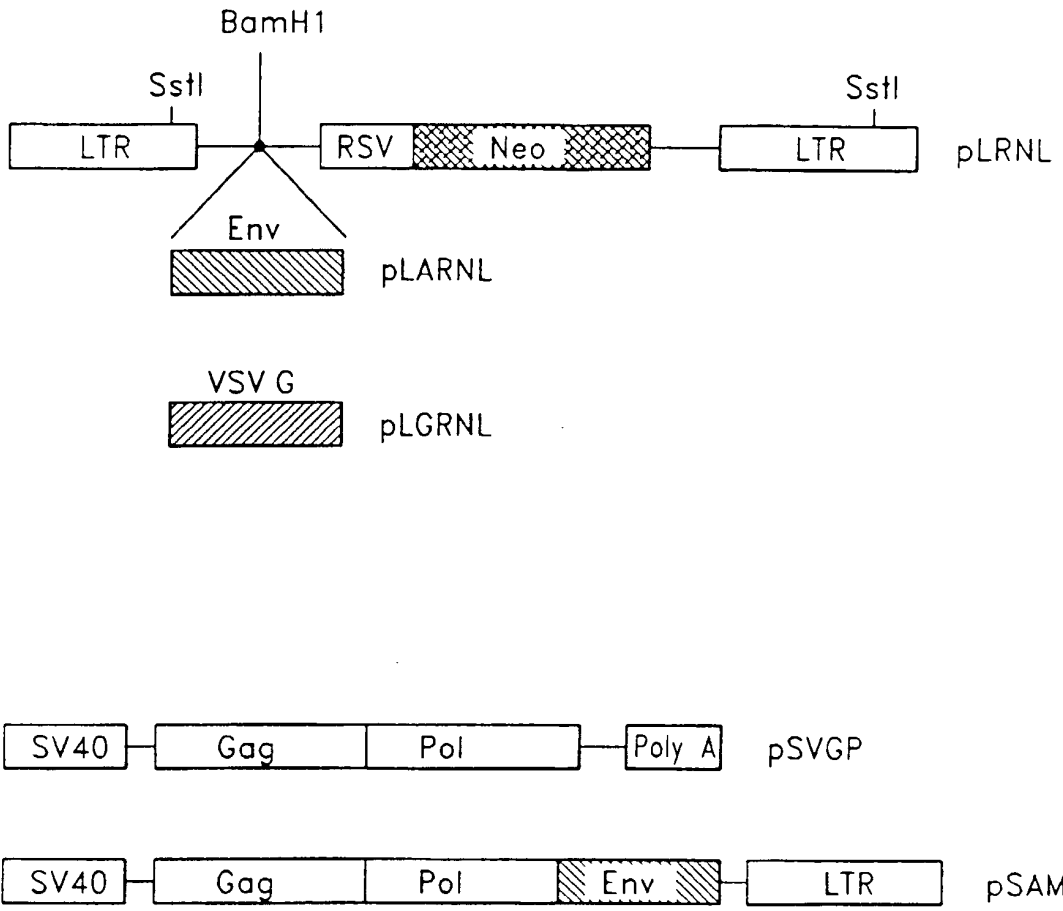 BamH1
SstI SstI
LTR RSV Neo LTR pLRNL
Env
pLARNL
VSV G
pLGRNL
SV40 Gag Pol Poly A pSVGP
SV40 Gag Pol Env LTR pSAM